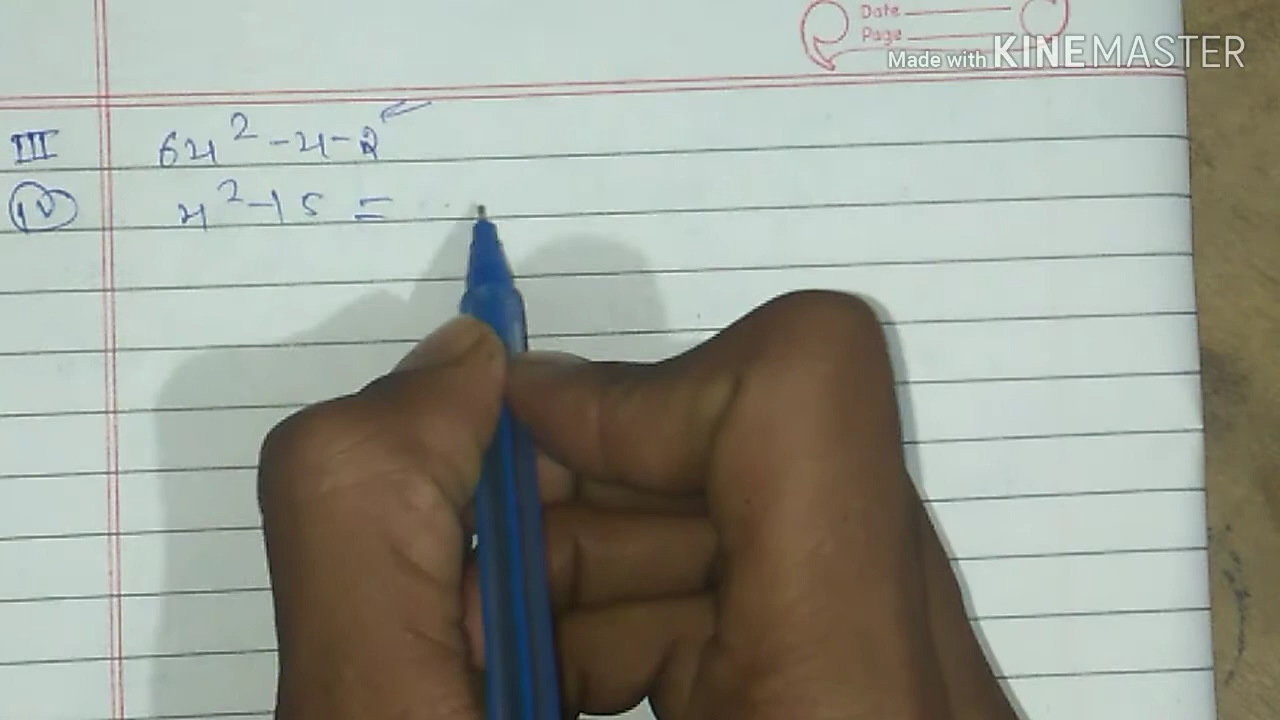 Date
Page
Made with KINEMASTER
III 6x² - x - 2
IV x² - 15 =